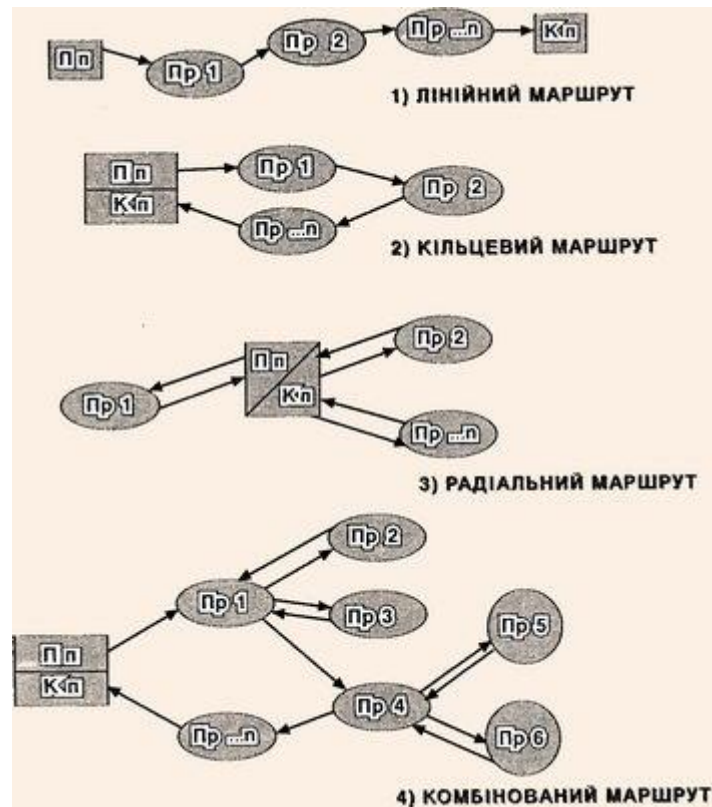 Пп
Пр 1
Пр 2
Пр ...n
Кп
1) ЛІНІЙНИЙ МАРШРУТ
Пп
Кп
Пр 1
Пр 2
Пр ...n
2) КІЛЬЦЕВИЙ МАРШРУТ
Пр 1
Пп
Кп
Пр 2
Пр ...n
3) РАДІАЛЬНИЙ МАРШРУТ
Пр 2
Пр 1
Пр 3
Пр 5
Пп
Кп
Пр 4
Пр ...n
Пр 6
4) КОМБІНОВАНИЙ МАРШРУТ